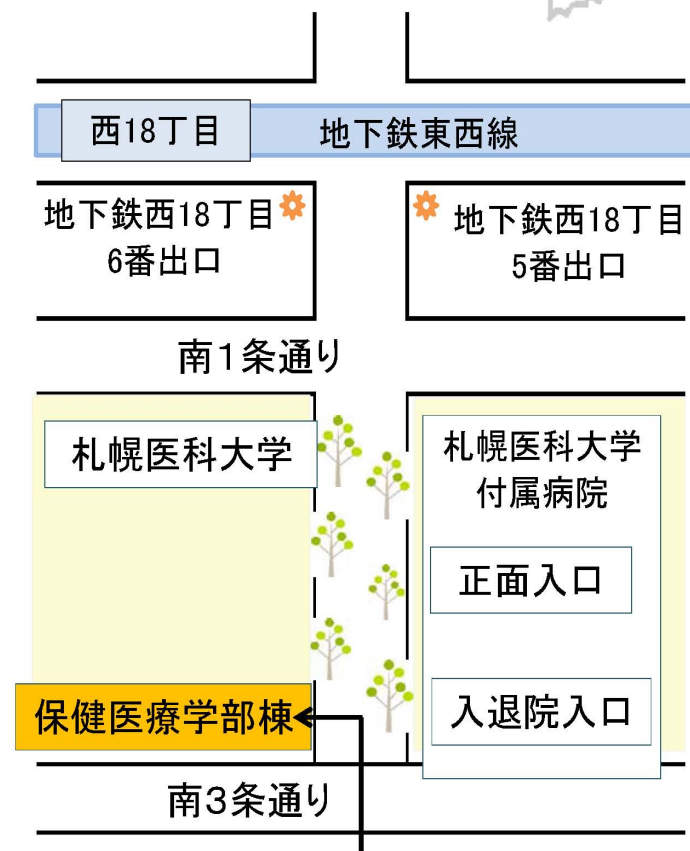 西18丁目
地下鉄東西線
地下鉄西18丁目
6番出口
地下鉄西18丁目
5番出口
南1条通り
札幌医科大学
札幌医科大学
付属病院
正面入口
入退院入口
保健医療学部棟
南3条通り